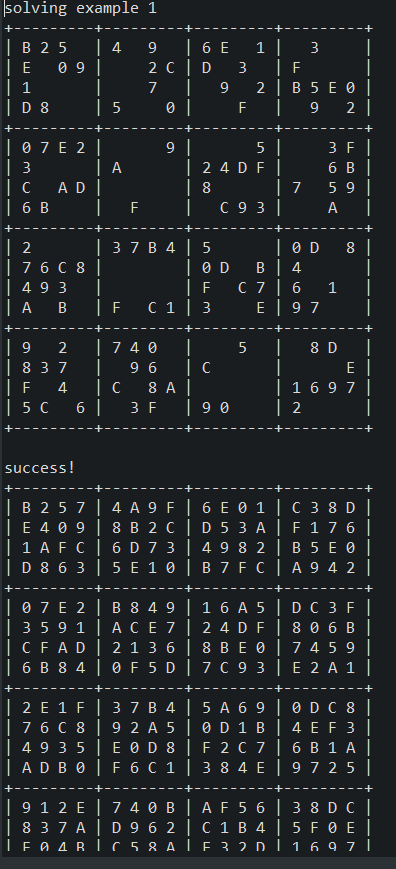 solving example 1
+---------+---------+---------+---------+
| B 2 5   | 4   9   | 6 E   1 |   3     |
| E   0 9 |     2 C | D   3   | F       |
| 1       |     7   |   9   2 | B 5 E 0 |
| D 8     | 5     0 |     F   |   9   2 |
+---------+---------+---------+---------+
| 0 7 E 2 |       9 |       5 |     3 F |
| 3       | A       | 2 4 D F |     6 B |
| C   A D |         | 8       | 7   5 9 |
| 6 B     |   F     |   C 9 3 |     A   |
+---------+---------+---------+---------+
| 2       | 3 7 B 4 | 5       | 0 D   8 |
| 7 6 C 8 |         | 0 D   B | 4       |
| 4 9 3   |         | F   C 7 | 6   1   |
| A   B   | F   C 1 | 3     E | 9 7     |
+---------+---------+---------+---------+
| 9   2   | 7 4 0   |     5   |   8 D   |
| 8 3 7   |   9 6   | C       |       E |
| F   4   | C   8 A |         | 1 6 9 7 |
| 5 C   6 |   3 F   | 9 0     | 2       |
+---------+---------+---------+---------+
success!
+---------+---------+---------+---------+
| B 2 5 7 | 4 A 9 F | 6 E 0 1 | C 3 8 D |
| E 4 0 9 | 8 B 2 C | D 5 3 A | F 1 7 6 |
| 1 A F C | 6 D 7 3 | 4 9 8 2 | B 5 E 0 |
| D 8 6 3 | 5 E 1 0 | B 7 F C | A 9 4 2 |
+---------+---------+---------+---------+
| 0 7 E 2 | B 8 4 9 | 1 6 A 5 | D C 3 F |
| 3 5 9 1 | A C E 7 | 2 4 D F | 8 0 6 B |
| C F A D | 2 1 3 6 | 8 B E 0 | 7 4 5 9 |
| 6 B 8 4 | 0 F 5 D | 7 C 9 3 | E 2 A 1 |
+---------+---------+---------+---------+
| 2 E 1 F | 3 7 B 4 | 5 A 6 9 | 0 D C 8 |
| 7 6 C 8 | 9 2 A 5 | 0 D 1 B | 4 E F 3 |
| 4 9 3 5 | E 0 D 8 | F 2 C 7 | 6 B 1 A |
| A D B 0 | F 6 C 1 | 3 8 4 E | 9 7 2 5 |
+---------+---------+---------+---------+
| 9 1 2 E | 7 4 0 B | A F 5 6 | 3 8 D C |
| 8 3 7 A | D 9 6 2 | C 1 B 4 | 5 F 0 E |
| F 0 4 B | C 5 8 A | E 3 2 D | 1 6 9 7 |